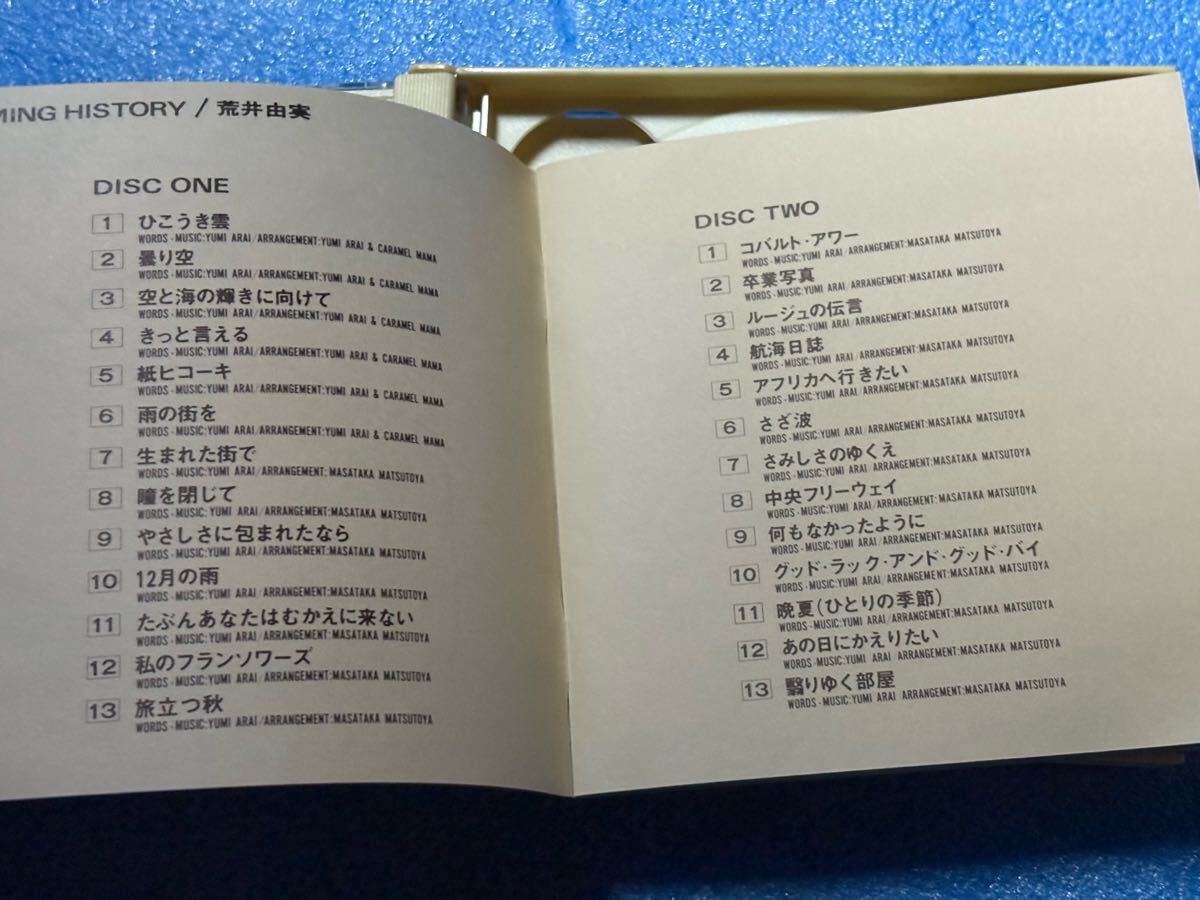 MING HISTORY / 荒井由実
DISC ONE
1 ひこうき雲
WORDS・MUSIC:YUMI ARAI/ARRANGEMENT:YUMI ARAI & CARAMEL MAMA
2 曇り空
WORDS・MUSIC:YUMI ARAI/ARRANGEMENT:YUMI ARAI & CARAMEL MAMA
3 空と海の輝きに向けて
WORDS・MUSIC:YUMI ARAI/ARRANGEMENT:YUMI ARAI & CARAMEL MAMA
4 きっと言える
WORDS・MUSIC:YUMI ARAI/ARRANGEMENT:YUMI ARAI & CARAMEL MAMA
5 紙ヒコーキ
WORDS・MUSIC:YUMI ARAI/ARRANGEMENT:YUMI ARAI & CARAMEL MAMA
6 雨の街を
WORDS・MUSIC:YUMI ARAI/ARRANGEMENT:YUMI ARAI & CARAMEL MAMA
7 生まれた街で
WORDS・MUSIC:YUMI ARAI/ARRANGEMENT:MASATAKA MATSUTOYA
8 瞳を閉じて
WORDS・MUSIC:YUMI ARAI/ARRANGEMENT:MASATAKA MATSUTOYA
9 やさしさに包まれたなら
WORDS・MUSIC:YUMI ARAI/ARRANGEMENT:MASATAKA MATSUTOYA
10 12月の雨
WORDS・MUSIC:YUMI ARAI/ARRANGEMENT:MASATAKA MATSUTOYA
11 たぶんあなたはむかえに来ない
WORDS・MUSIC:YUMI ARAI/ARRANGEMENT:MASATAKA MATSUTOYA
12 私のフランソワーズ
WORDS・MUSIC:YUMI ARAI/ARRANGEMENT:MASATAKA MATSUTOYA
13 旅立つ秋
WORDS・MUSIC:YUMI ARAI/ARRANGEMENT:MASATAKA MATSUTOYA
DISC TWO
1 コバルト・アワー
WORDS・MUSIC:YUMI ARAI/ARRANGEMENT:MASATAKA MATSUTOYA
2 卒業写真
WORDS・MUSIC:YUMI ARAI/ARRANGEMENT:MASATAKA MATSUTOYA
3 ルージュの伝言
WORDS・MUSIC:YUMI ARAI/ARRANGEMENT:MASATAKA MATSUTOYA
4 航海日誌
WORDS・MUSIC:YUMI ARAI/ARRANGEMENT:MASATAKA MATSUTOYA
5 アフリカへ行きたい
WORDS・MUSIC:YUMI ARAI/ARRANGEMENT:MASATAKA MATSUTOYA
6 さざ波
WORDS・MUSIC:YUMI ARAI/ARRANGEMENT:MASATAKA MATSUTOYA
7 さみしさのゆくえ
WORDS・MUSIC:YUMI ARAI/ARRANGEMENT:MASATAKA MATSUTOYA
8 中央フリーウェイ
WORDS・MUSIC:YUMI ARAI/ARRANGEMENT:MASATAKA MATSUTOYA
9 何もなかったように
WORDS・MUSIC:YUMI ARAI/ARRANGEMENT:MASATAKA MATSUTOYA
10 グッド・ラック・アンド・グッド・バイ
WORDS・MUSIC:YUMI ARAI/ARRANGEMENT:MASATAKA MATSUTOYA
11 晩夏(ひとりの季節)
WORDS・MUSIC:YUMI ARAI/ARRANGEMENT:MASATAKA MATSUTOYA
12 あの日にかえりたい
WORDS・MUSIC:YUMI ARAI/ARRANGEMENT:MASATAKA MATSUTOYA
13 翳りゆく部屋
WORDS・MUSIC:YUMI ARAI/ARRANGEMENT:MASATAKA MATSUTOYA